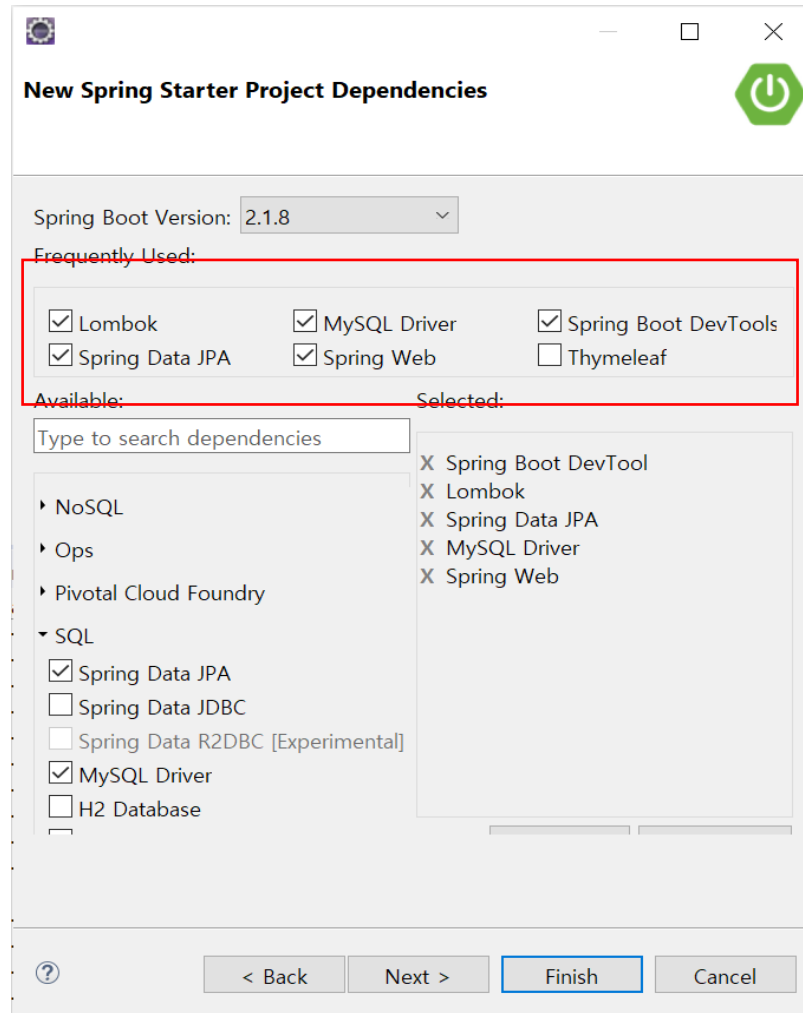 New Spring Starter Project Dependencies
Spring Boot Version: 2.1.8
Frequently Used:
Lombok MySQL Driver Spring Boot DevTools
Spring Data JPA Spring Web Thymeleaf
Available: Selected:
Type to search dependencies
X Spring Boot DevTool
X Lombok
X Spring Data JPA
X MySQL Driver
X Spring Web
NoSQL
Ops
Pivotal Cloud Foundry
SQL
Spring Data JPA
Spring Data JDBC
Spring Data R2DBC [Experimental]
MySQL Driver
H2 Database
? < Back Next > Finish Cancel